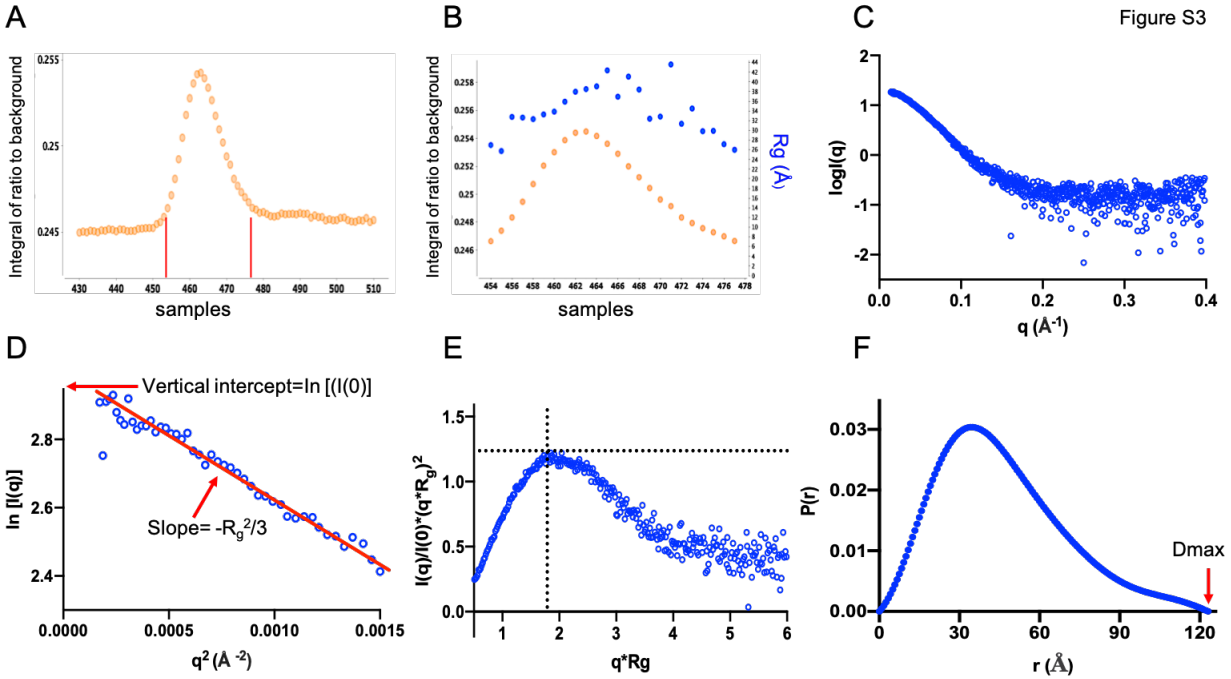 A
B
C
Figure S3
Integral of ratio to background
0.255
0.25
0.245
430 440 450 460 470 480 490 500 510
samples
Integral of ratio to background
0.258
0.256
0.254
0.252
0.250
0.248
0.246
44
42
40
38
36
34
32
30
28
26
24
22
20
18
16
14
12
10
8
6
4
2
0
Rg (Å)
454 456 458 460 462 464 465 466 468 470 472 474 476 478
samples
logI(q)
2
1
0
-1
-2
0.0 0.1 0.2 0.3 0.4
q (Å-1)
D
E
F
Vertical intercept=ln [(I(0)]
ln [I(q)]
2.8
2.6
2.4
Slope= -Rg2/3
0.0000 0.0005 0.0010 0.0015
q2 (Å -2)
I(q)/I(0)*(q*Rg)2
1.5
1.0
0.5
0.0
1 2 3 4 5 6
q*Rg
P(r)
0.03
0.02
0.01
0.00
Dmax
0 30 60 90 120
r (Å)